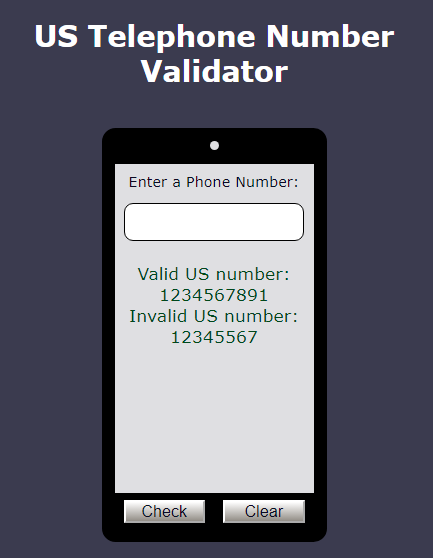 US Telephone Number
Validator
Enter a Phone Number:
Valid US number:
1234567891
Invalid US number:
12345567
Check
Clear